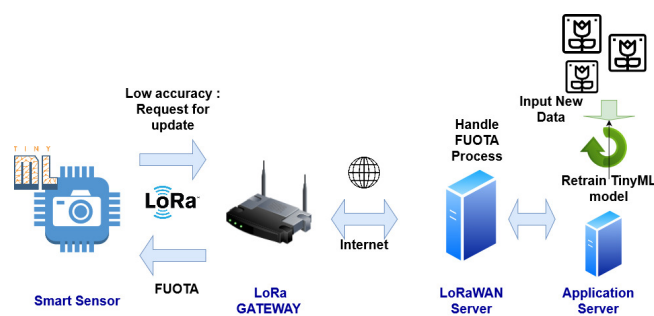 Low accuracy :
Request for
update
TINY
ML
LoRa™
FUOTA
Smart Sensor
LoRa
GATEWAY
Internet
Handle
FUOTA
Process
LoRaWAN
Server
Input New
Data
Retrain TinyML
model
Application
Server